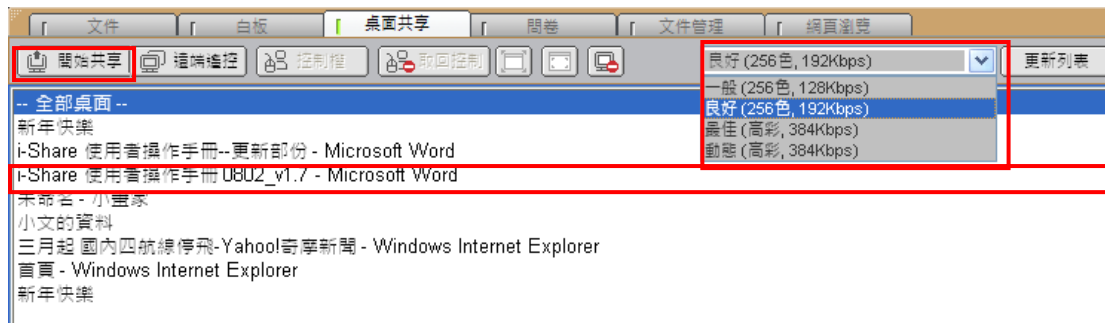 文件 白板 桌面共享 問卷 文件管理 網頁瀏覽
開始共享 遠端遙控 控制權 取回控制 良好 (256色, 192Kbps) 更新列表
一般 (256色, 128Kbps)
良好 (256色, 192Kbps)
最佳 (高彩, 384Kbps)
動態 (高彩, 384Kbps)
-- 全部桌面 --
新年快樂
i-Share 使用者操作手冊--更新部份 - Microsoft Word
i-Share 使用者操作手冊 0802_v1.7 - Microsoft Word
未命名 - 小畫家
小文的資料
三月起 國內四航線停飛-Yahoo!奇摩新聞 - Windows Internet Explorer
首頁 - Windows Internet Explorer
新年快樂